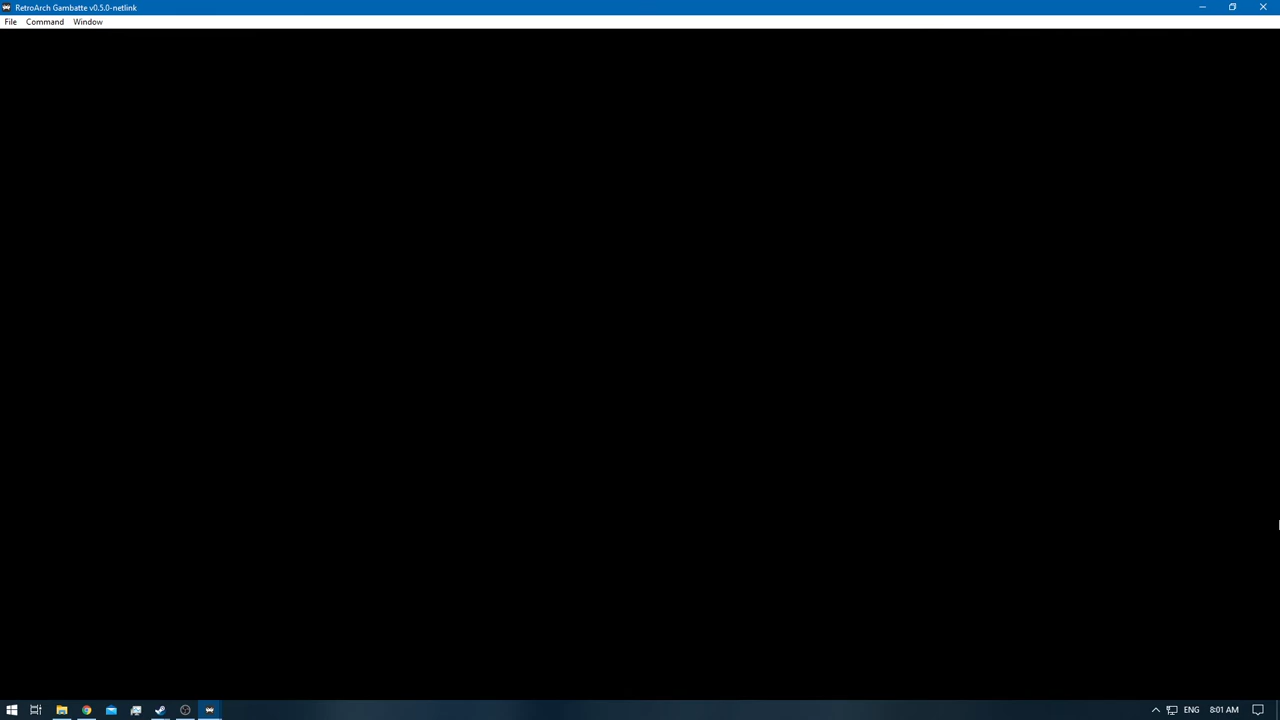 RetroArch Gambatte v0.5.0-netlink
File Command Window
ENG 8:01 AM